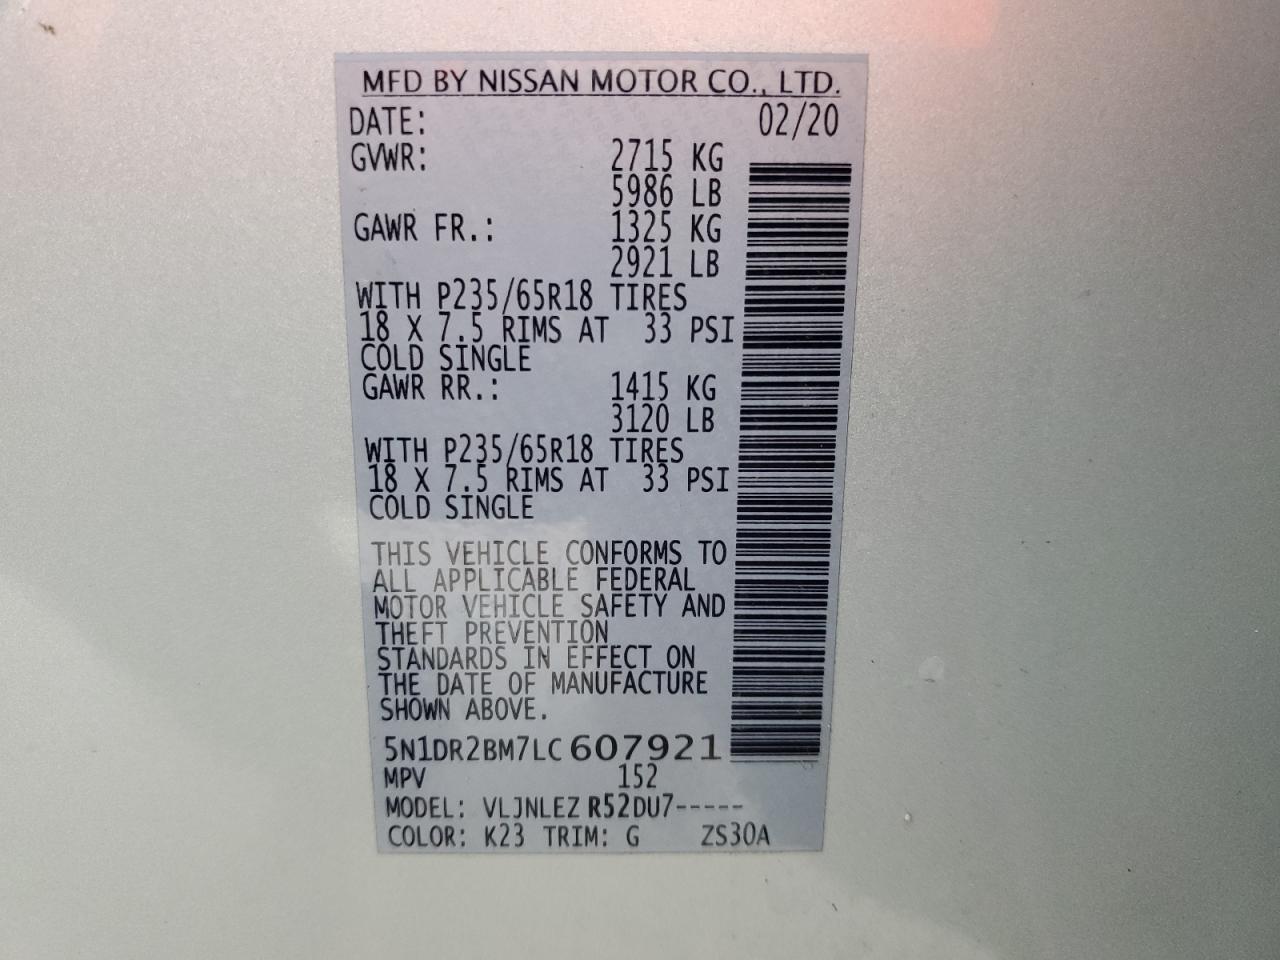 MFD BY NISSAN MOTOR CO., LTD.
DATE: 02/20
GVWR: 2715 KG
5986 LB
GAWR FR.: 1325 KG
2921 LB
WITH P235/65R18 TIRES
18 X 7.5 RIMS AT 33 PSI
COLD SINGLE
GAWR RR.: 1415 KG
3120 LB
WITH P235/65R18 TIRES
18 X 7.5 RIMS AT 33 PSI
COLD SINGLE
THIS VEHICLE CONFORMS TO
ALL APPLICABLE FEDERAL
MOTOR VEHICLE SAFETY AND
THEFT PREVENTION
STANDARDS IN EFFECT ON
THE DATE OF MANUFACTURE
SHOWN ABOVE.
5N1DR2BM7LC607921
MPV 152
MODEL: VLJNLEZ R52DU7-----
COLOR: K23 TRIM: G ZS30A